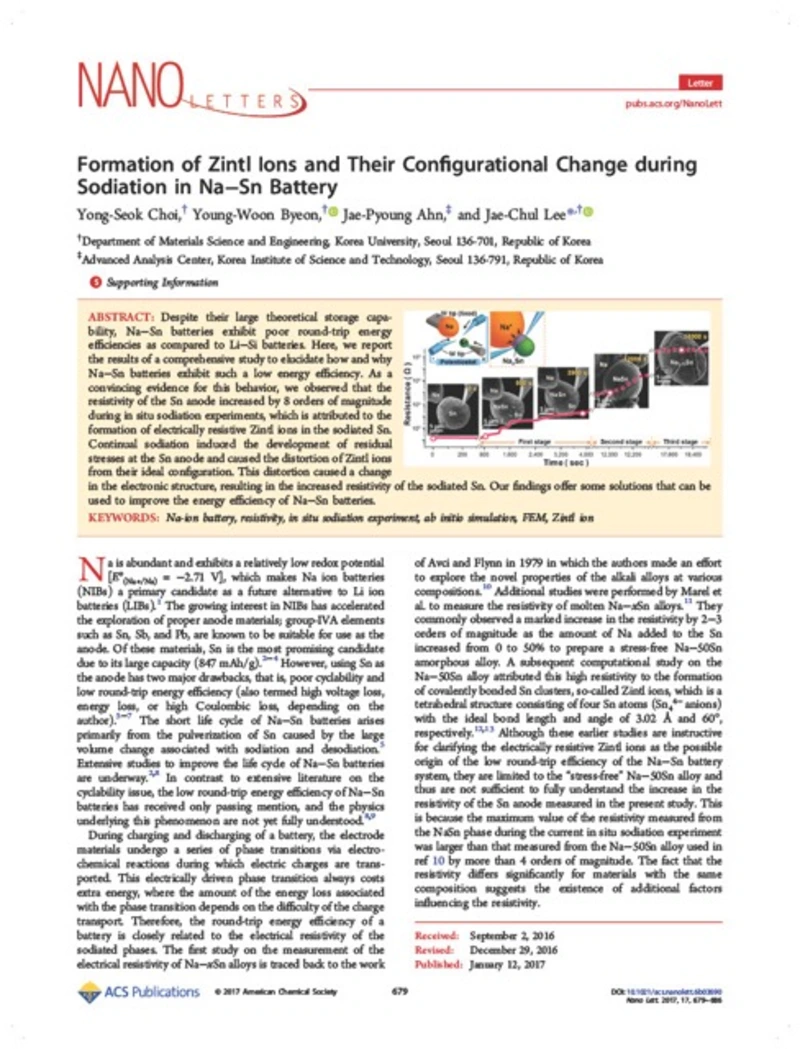 NANO LETTERS
Letter
pubs.acs.org/NanoLett
Formation of Zintl Ions and Their Configurational Change during
Sodiation in Na−Sn Battery
Yong-Seok Choi,† Young-Woon Byeon,† Jae-Pyoung Ahn,‡ and Jae-Chul Lee*,†
†Department of Materials Science and Engineering, Korea University, Seoul 136-701, Republic of Korea
‡Advanced Analysis Center, Korea Institute of Science and Technology, Seoul 136-791, Republic of Korea
S Supporting Information
ABSTRACT: Despite their large theoretical storage capa-
bility, Na−Sn batteries exhibit poor round-trip energy
efficiencies as compared to Li−Si batteries. Here, we report
the results of a comprehensive study to elucidate how and why
Na−Sn batteries exhibit such a low energy efficiency. As a
convincing evidence for this behavior, we observed that the
resistivity of the Sn anode increased by 8 orders of magnitude
during in situ sodiation experiments, which is attributed to the
formation of electrically resistive Zintl ions in the sodiated Sn.
Continual sodiation induced the development of residual
stresses at the Sn anode and caused the distortion of Zintl ions
from their ideal configuration. This distortion caused a change
in the electronic structure, resulting in the increased resistivity of the sodiated Sn. Our findings offer some solutions that can be
used to improve the energy efficiency of Na−Sn batteries.
Resistance (Ω)
First stage
Second stage
Third stage
Time (sec)
KEYWORDS: Na-ion battery, resistivity, in situ sodiation experiment, ab initio simulation, FEM, Zintl ion
Na is abundant and exhibits a relatively low redox potential
[E°(Na+/Na) = −2.71 V], which makes Na ion batteries
(NIBs) a primary candidate as a future alternative to Li ion
batteries (LIBs).1 The growing interest in NIBs has accelerated
the exploration of proper anode materials; group-IVA elements
such as Sn, Sb, and Pb, are known to be suitable for use as the
anode. Of these materials, Sn is the most promising candidate
due to its large capacity (847 mAh/g).2−4 However, using Sn as
the anode has two major drawbacks, that is, poor cyclability and
low round-trip energy efficiency (also termed high voltage loss,
energy loss, or high Coulombic loss, depending on the
author).5−7 The short life cycle of Na−Sn batteries arises
primarily from the pulverization of Sn caused by the large
volume change associated with sodiation and desodiation.5
Extensive studies to improve the life cycle of Na−Sn batteries
are underway.2,8 In contrast to extensive literature on the
cyclability issue, the low round-trip energy efficiency of Na−Sn
batteries has received only passing mention, and the physics
underlying this phenomenon are not yet fully understood.8,9
During charging and discharging of a battery, the electrode
materials undergo a series of phase transitions via electro-
chemical reactions during which electric charges are trans-
ported. This electrically driven phase transition always costs
extra energy, where the amount of the energy loss associated
with the phase transition depends on the difficulty of the charge
transport. Therefore, the round-trip energy efficiency of a
battery is closely related to the electrical resistivity of the
sodiated phases. The first study on the measurement of the
electrical resistivity of Na−xSn alloys is traced back to the work
of Avci and Flynn in 1979 in which the authors made an effort
to explore the novel properties of the alkali alloys at various
compositions.10 Additional studies were performed by Marel et
al. to measure the resistivity of molten Na−xSn alloys.11 They
commonly observed a marked increase in the resistivity by 2−3
orders of magnitude as the amount of Na added to the Sn
increased from 0 to 50% to prepare a stress-free Na−50Sn
amorphous alloy. A subsequent computational study on the
Na−50Sn alloy attributed this high resistivity to the formation
of covalently bonded Sn clusters, so-called Zintl ions, which is a
tetrahedral structure consisting of four Sn atoms (Sn4 4− anions)
with the ideal bond length and angle of 3.02 Å and 60°,
respectively.12,13 Although these earlier studies are instructive
for clarifying the electrically resistive Zintl ions as the possible
origin of the low round-trip efficiency of the Na−Sn battery
system, they are limited to the "stress-free" Na−50Sn alloy and
thus are not sufficient to fully understand the increase in the
resistivity of the Sn anode measured in the present study. This
is because the maximum value of the resistivity measured from
the NaSn phase during the current in situ sodiation experiment
was larger than that measured from the Na−50Sn alloy used in
ref 10 by more than 4 orders of magnitude. The fact that the
resistivity differs significantly for materials with the same
composition suggests the existence of additional factors
influencing the resistivity.
Received: September 2, 2016
Revised: December 29, 2016
Published: January 12, 2017
ACS Publications © 2017 American Chemical Society
679
DOI: 10.1021/acs.nanolett.6b03690
Nano Lett. 2017, 17, 679−686